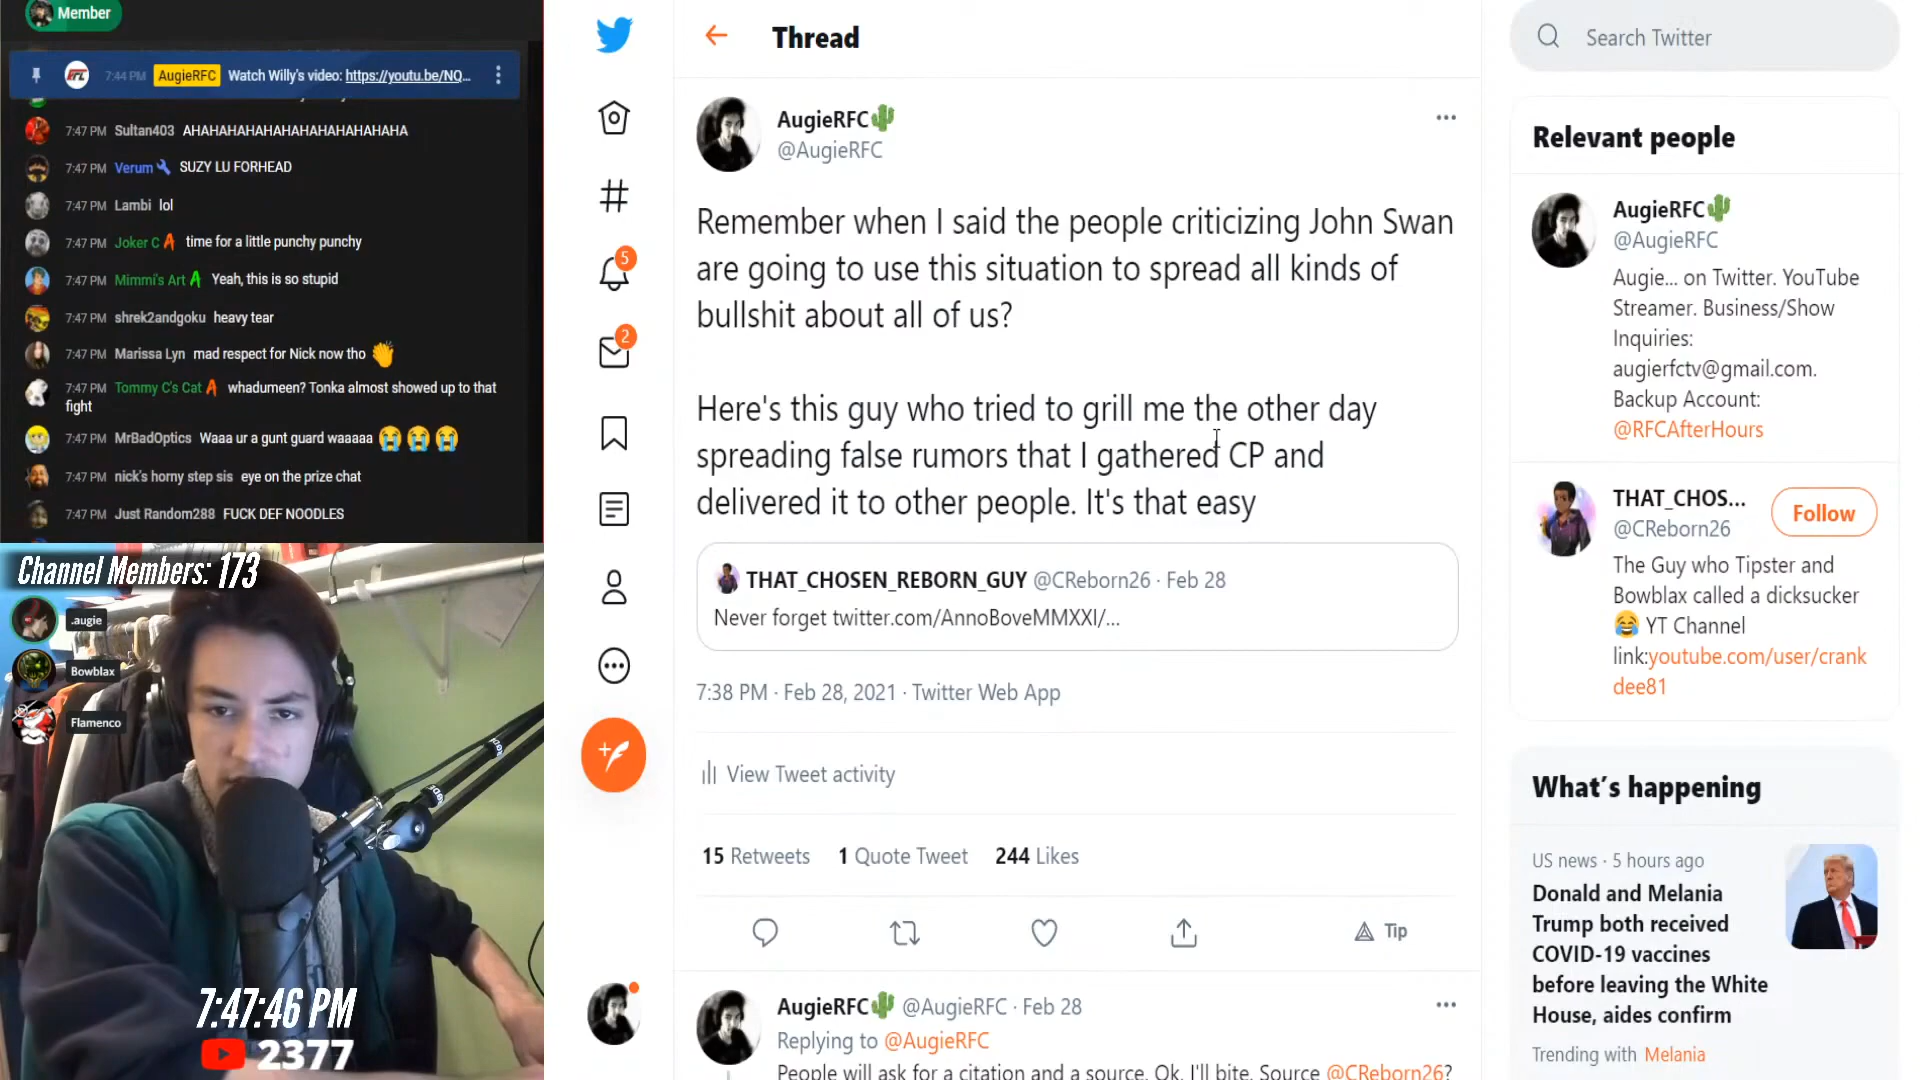 Member
7:44 PM AugieRFC Watch Willy's video: https://youtu.be/NQ...
7:47 PM Sultan403 AHAHAHAHAHAHAHAHAHAHA
7:47 PM Verum SUZY LU FORHEAD
7:47 PM Lambi lol
7:47 PM Joker C time for a little punchy punchy
7:47 PM Mimmi's Art Yeah, this is so stupid
7:47 PM shrek2andgoku heavy tear
7:47 PM Marissa Lyn mad respect for Nick now tho
7:47 PM Tommy C's Cat whadumeen? Tonka almost showed up to that
fight
7:47 PM MrBadOptics Waaa ur a gunt guard waaaaa
7:47 PM nick's horny step sis eye on the prize chat
7:47 PM Just Random288 FUCK DEF NOODLES
Channel Members: 173
.augie
Bowblax
Flamenco
7:47:46 PM
2377
5
2
Thread
AugieRFC
@AugieRFC
Remember when I said the people criticizing John Swan
are going to use this situation to spread all kinds of
bullshit about all of us?
Here's this guy who tried to grill me the other day
spreading false rumors that I gathered CP and
delivered it to other people. It's that easy
THAT_CHOSEN_REBORN_GUY @CReborn26 · Feb 28
Never forget twitter.com/AnnoBoveMMXXI/...
7:38 PM · Feb 28, 2021 · Twitter Web App
View Tweet activity
15 Retweets 1 Quote Tweet 244 Likes
Tip
AugieRFC @AugieRFC · Feb 28
Replying to @AugieRFC
People will ask for a citation and a source. Ok. I'll bite. Source @CReborn26?
Search Twitter
Relevant people
AugieRFC
@AugieRFC
Augie... on Twitter. YouTube
Streamer. Business/Show
Inquiries:
augierfctv@gmail.com.
Backup Account:
@RFCAfterHours
THAT_CHOS...
@CReborn26
Follow
The Guy who Tipster and
Bowblax called a dicksucker
YT Channel
link:youtube.com/user/crank
dee81
What's happening
US news · 5 hours ago
Donald and Melania
Trump both received
COVID-19 vaccines
before leaving the White
House, aides confirm
Trending with Melania